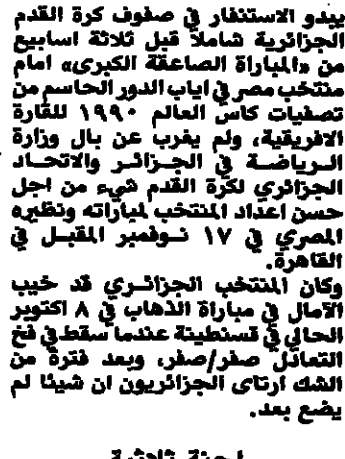 يبدو الاستنفار في صفوف كرة القدم
الجزائرية شاملاً قبل ثلاثة اسابيع
من «المباراة الصاعقة الكبرى» امام
منتخب مصر في اياب الدور الحاسم من
تصفيات كأس العالم ١٩٩٠ للقارة
الافريقية، ولم يغرب عن بال وزارة
الرياضة في الجزائر والاتحاد
الجزائري لكرة القدم شيء من اجل
حسن اعداد المنتخب لمباراته ونظيره
المصري في ١٧ نوفمبر المقبل في
القاهرة.
وكان المنتخب الجزائري قد خيب
الآمال في مباراة الذهاب في ٨ اكتوبر
الحالي في قسنطينة عندما سقط في فخ
التعادل صفر/صفر، وبعد فترة من
الشك ارتاى الجزائريون ان شيئا لم
يضع بعد.
لجنة ثلاثية